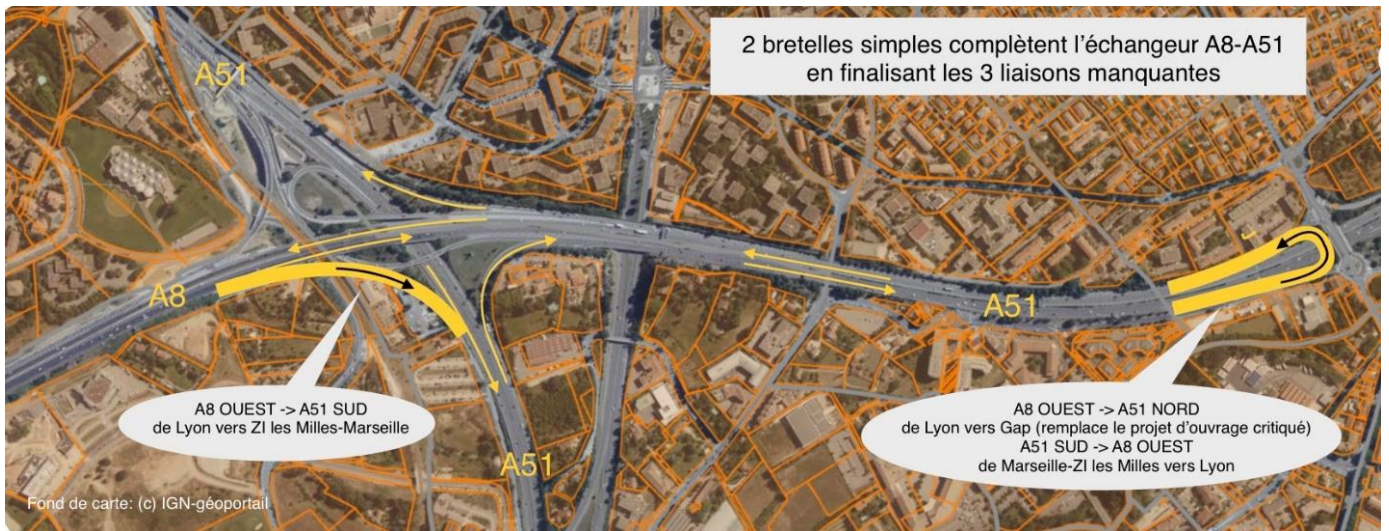 2 bretelles simples complètent l'échangeur A8-A51
en finalisant les 3 liaisons manquantes
A51
A8
A51
A51
A8 OUEST -> A51 SUD
de Lyon vers ZI les Milles-Marseille
A8 OUEST -> A51 NORD
de Lyon vers Gap (remplace le projet d'ouvrage critiqué)
A51 SUD -> A8 OUEST
de Marseille-ZI les Milles vers Lyon
Fond de carte: (c) IGN-géoportail